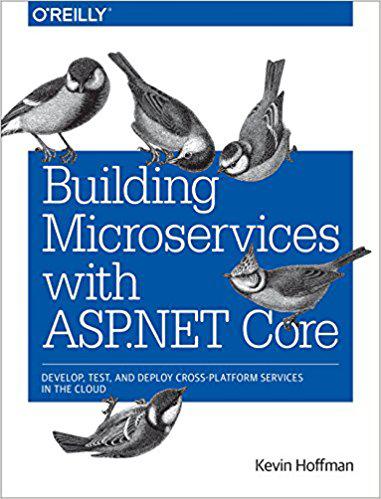 O'REILLY®
Building
Microservices
with
ASP.NET Core
DEVELOP, TEST, AND DEPLOY CROSS-PLATFORM SERVICES
IN THE CLOUD
Kevin Hoffman